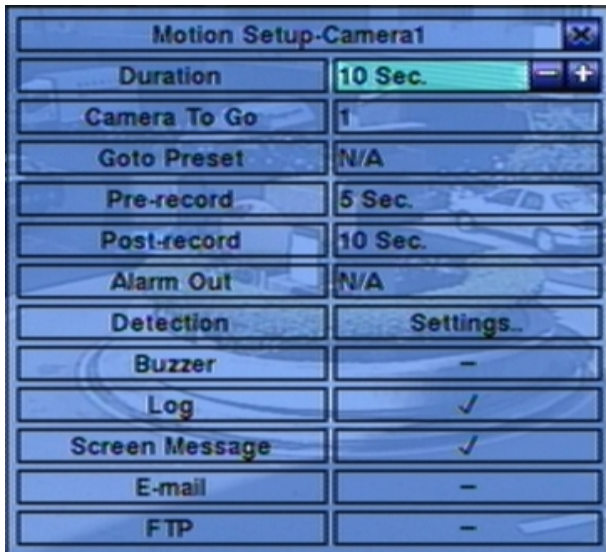 Motion Setup-Camera1
Duration 10 Sec. − +
Camera To Go 1
Goto Preset N/A
Pre-record 5 Sec.
Post-record 10 Sec.
Alarm Out N/A
Detection Settings..
Buzzer −
Log ✓
Screen Message ✓
E-mail −
FTP −